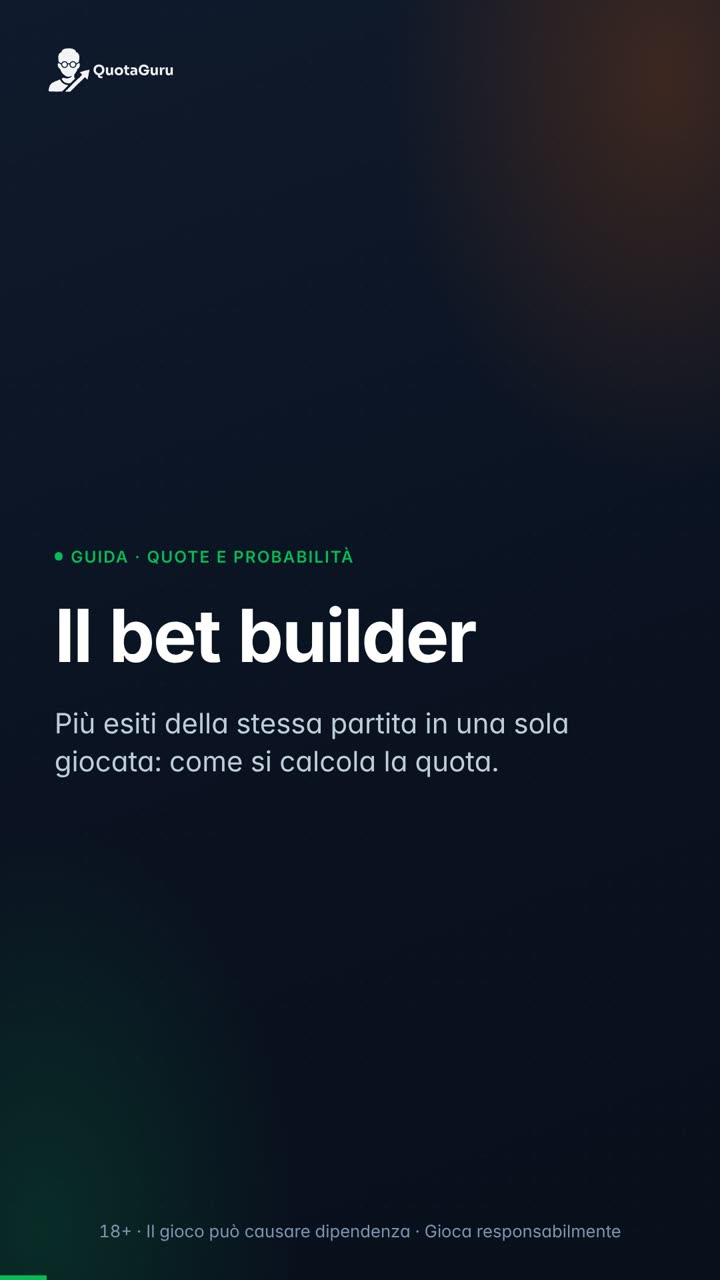 QuotaGuru
GUIDA · QUOTE E PROBABILITÀ
Il bet builder
Più esiti della stessa partita in una sola
giocata: come si calcola la quota.
18+ · Il gioco può causare dipendenza · Gioca responsabilmente